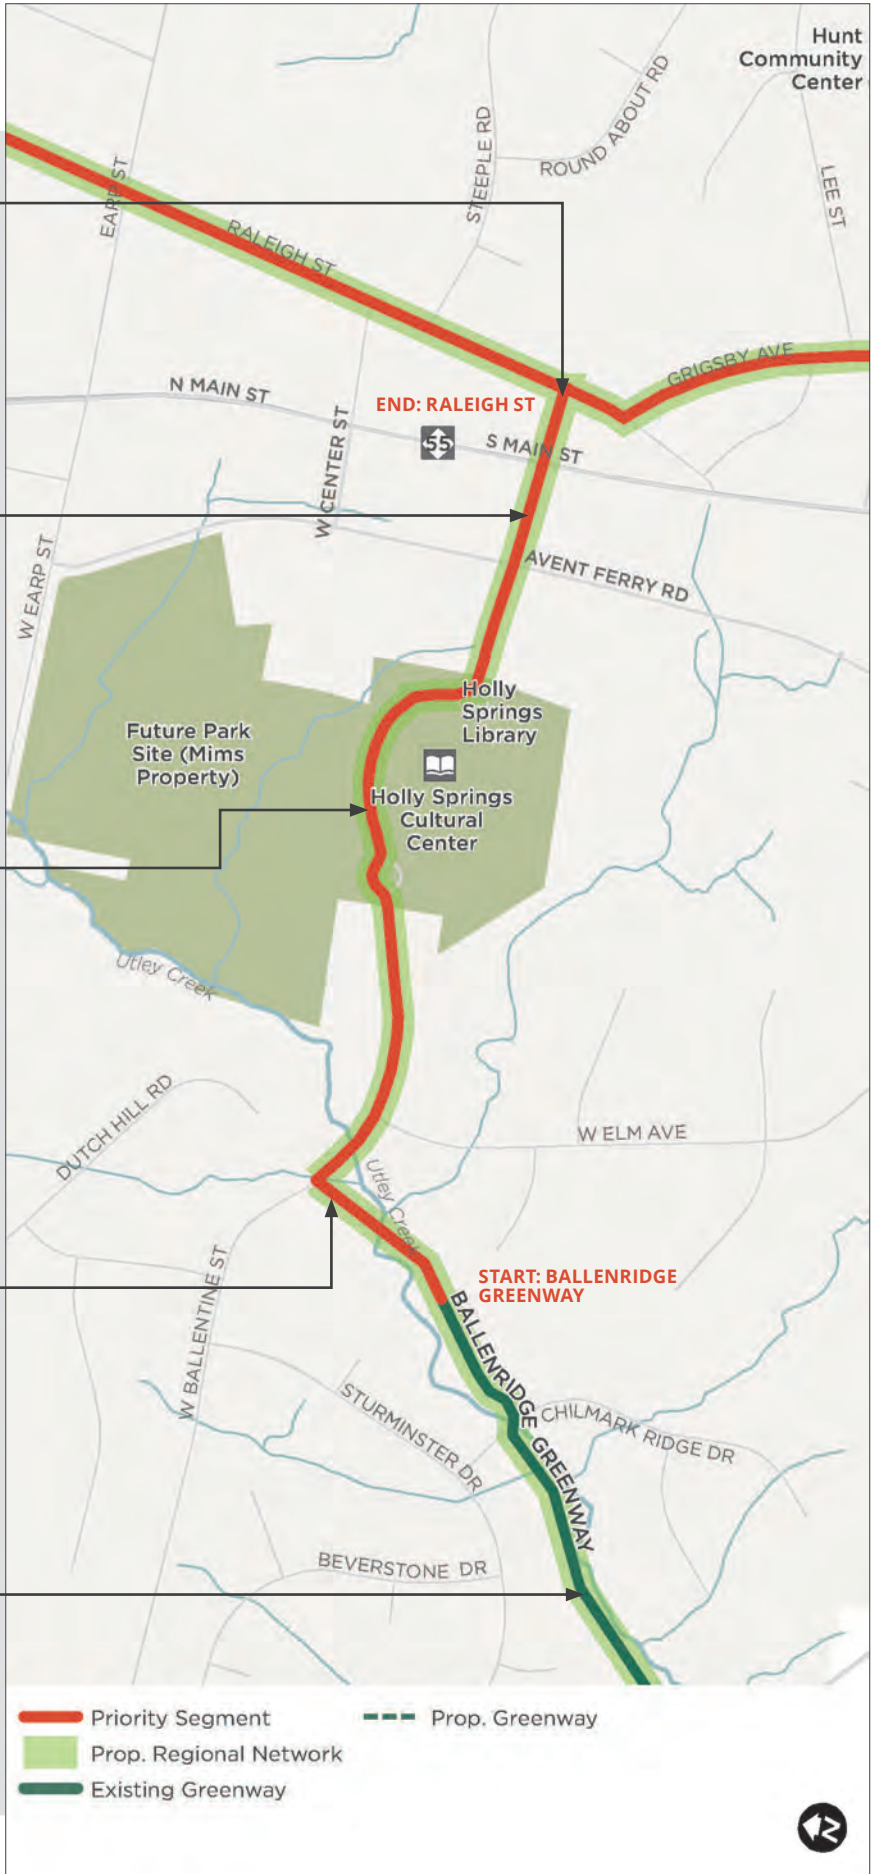 Hunt
Community
Center
ROUND ABOUT RD
STEEPLE RD
EARP ST
LEE ST
RALEIGH ST
GRIGSBY AVE
N MAIN ST
END: RALEIGH ST
55
S MAIN ST
W CENTER ST
W EARP ST
AVENT FERRY RD
Holly
Springs
Library
Future Park
Site (Mims
Property)
Holly Springs
Cultural
Center
Utley Creek
DUTCH HILL RD
W ELM AVE
Utley Creek
START: BALLENRIDGE
GREENWAY
W BALLENTINE ST
BALLENRIDGE GREENWAY
STURMINSTER DR
CHILMARK RIDGE DR
BEVERSTONE DR
Priority Segment
Prop. Greenway
Prop. Regional Network
Existing Greenway
N